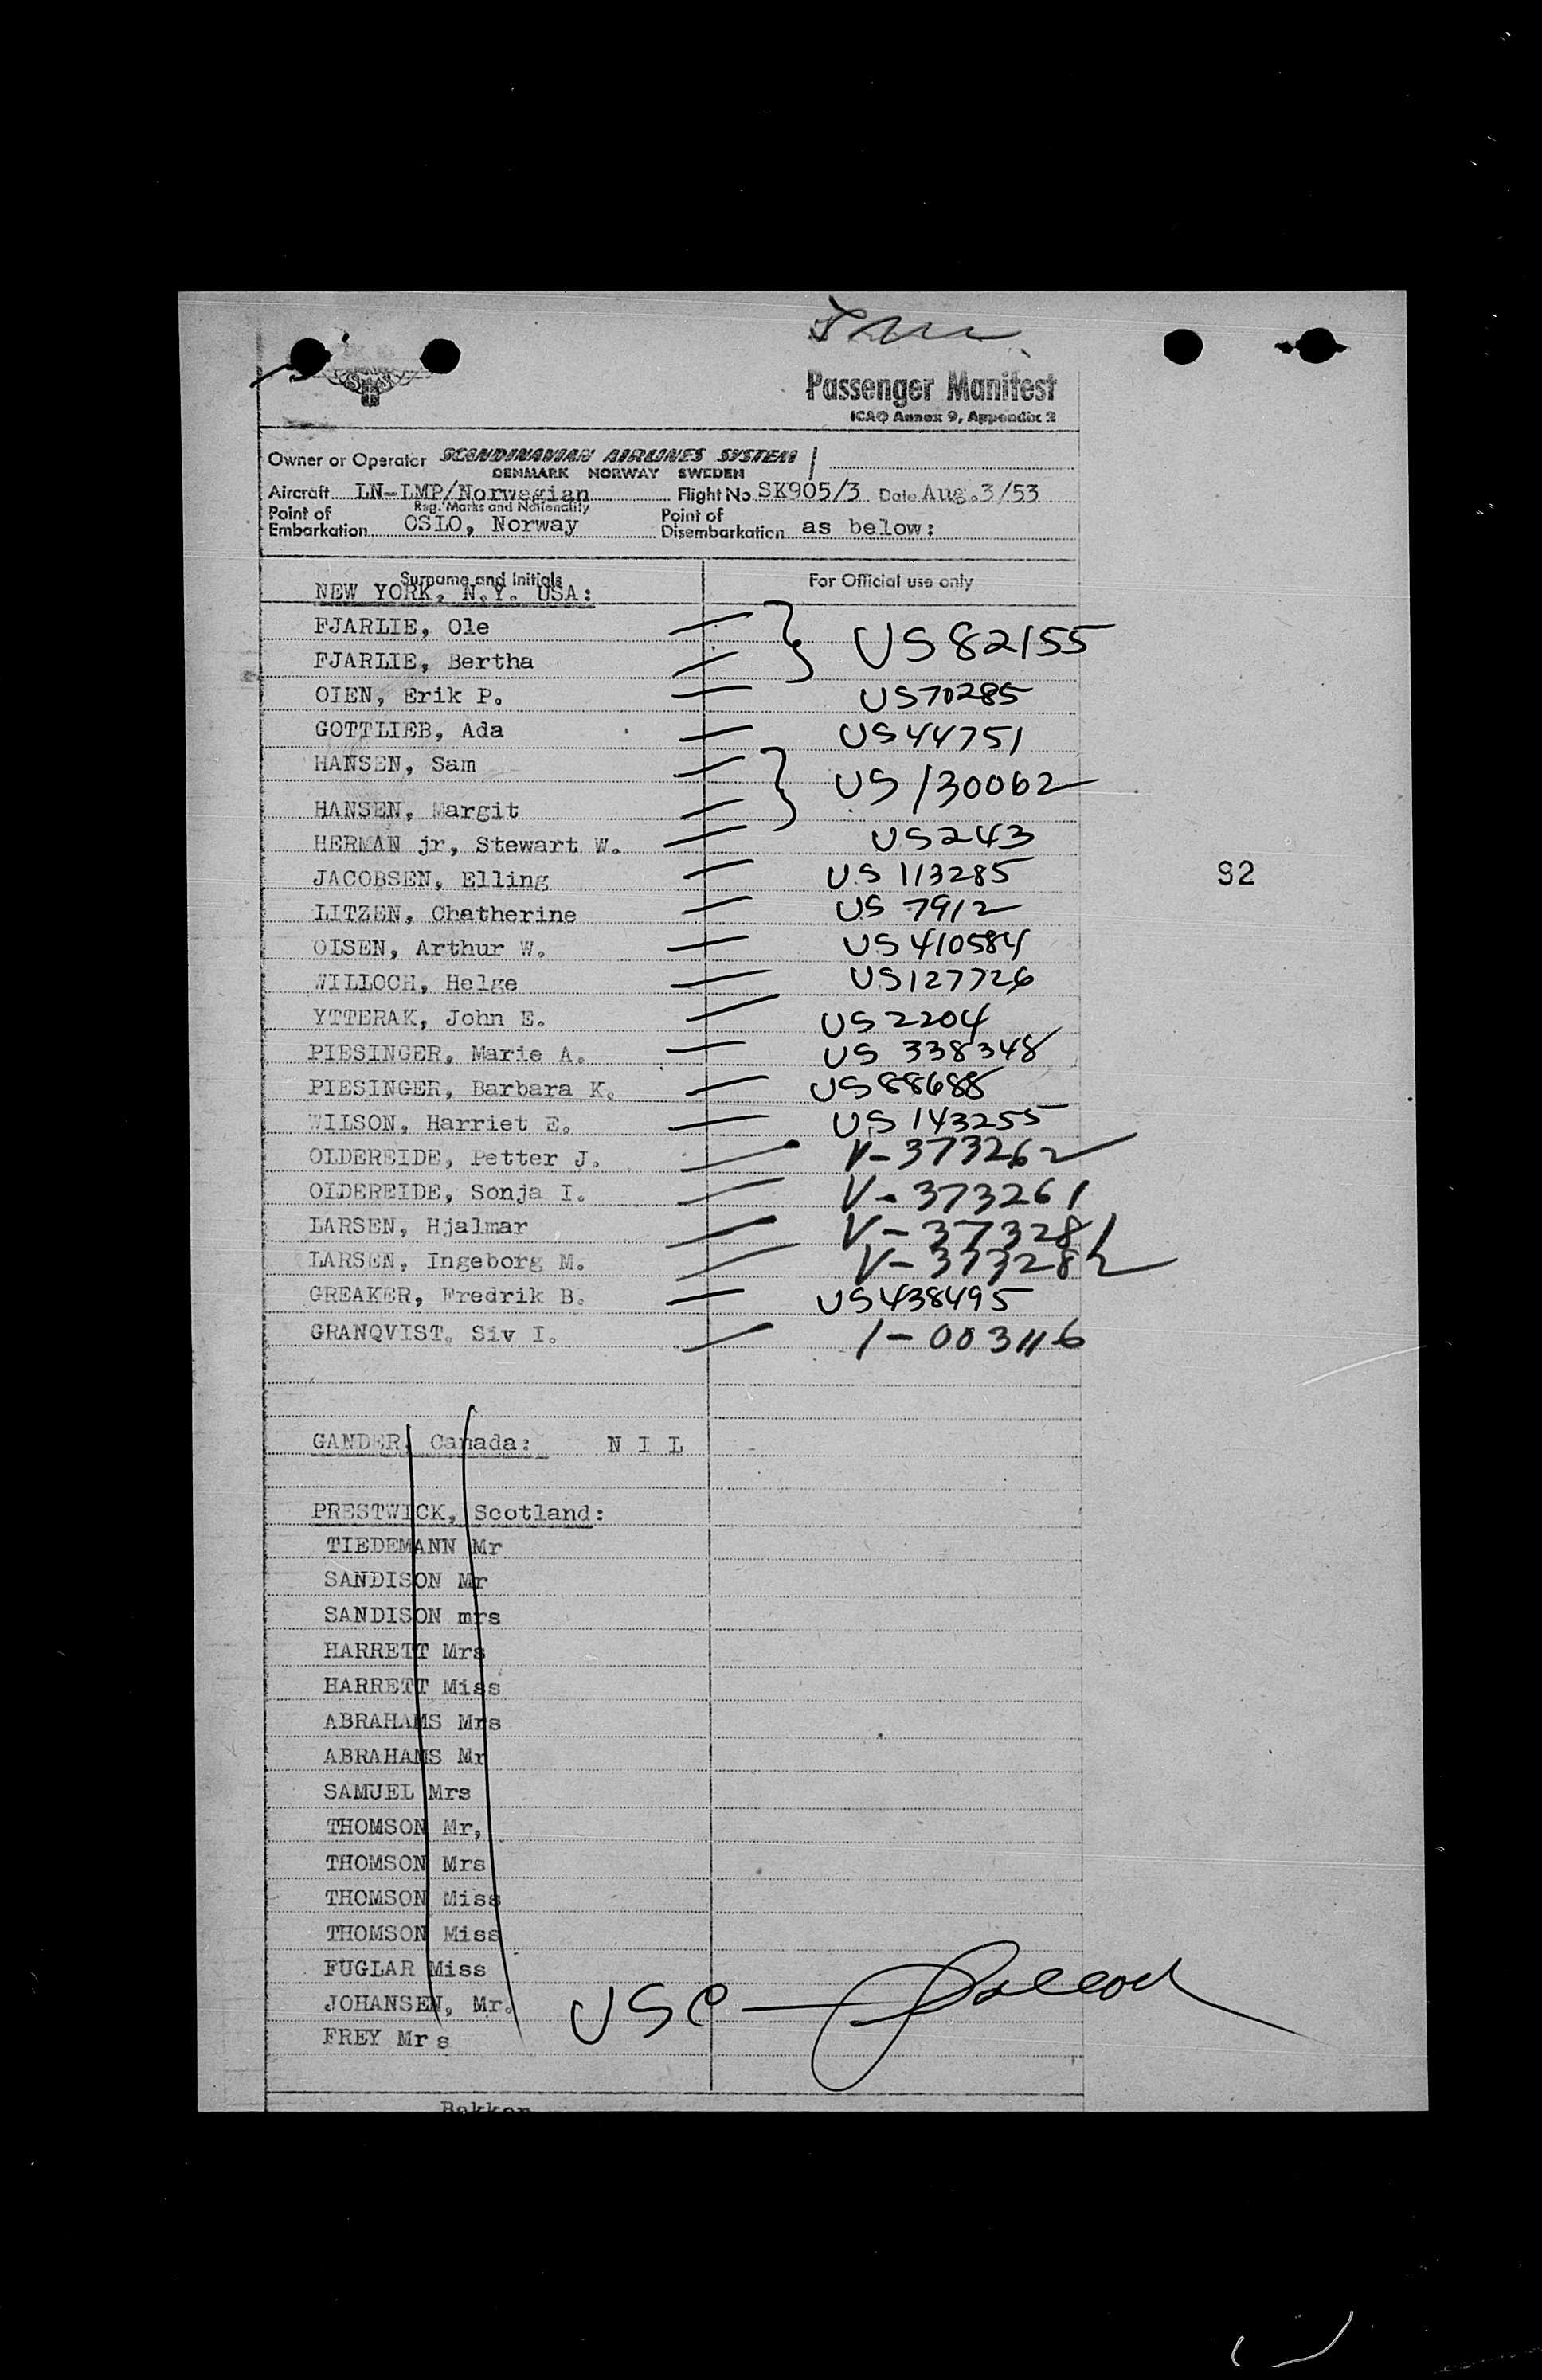 Passenger Manifest
ICAO Annex 9, Appendix 2
Owner or Operator SCANDINAVIAN AIRLINES SYSTEM
DENMARK NORWAY SWEDEN
Aircraft LN-LMP/Norwegian Flight No SK905/3 Date Aug.3/53
Reg. Marks and Nationality
Point of Embarkation OSLO, Norway Point of Disembarkation as below:
Surname and Initials For Official use only
NEW YORK, N.Y. USA:
FJARLIE, Ole
FJARLIE, Bertha } US 82155
OIEN, Erik P. US70285
GOTTLIEB, Ada US44751
HANSEN, Sam
HANSEN, Margit } US 130062
HERMAN jr, Stewart W. US243
JACOBSEN, Elling US 113285
92
LITZEN, Chatherine US 7912
OLSEN, Arthur W. US410584
WILLOCH, Helge US127726
YTTERAK, John E. US2204
PIESINGER, Marie A. US 338348
PIESINGER, Barbara K. US88688
WILSON, Harriet E. US 143255
OLDEREIDE, Petter J. V-373262
OLDEREIDE, Sonja I. V-373261
LARSEN, Hjalmar V-373281
LARSEN, Ingeborg M. V-373282
GREAKER, Fredrik B. US438495
GRANQVIST. Siv I. 1-003116
GANDER, Canada: N I L
PRESTWICK, Scotland:
TIEDEMANN Mr
SANDISON Mr
SANDISON mrs
HARRETT Mrs
HARRETT Miss
ABRAHAMS Mrs
ABRAHAMS Mr
SAMUEL Mrs
THOMSON Mr,
THOMSON Mrs
THOMSON Miss
THOMSON Miss
FUGLAR Miss
JOHANSEN, Mr. USC
FREY Mrs
Bakken